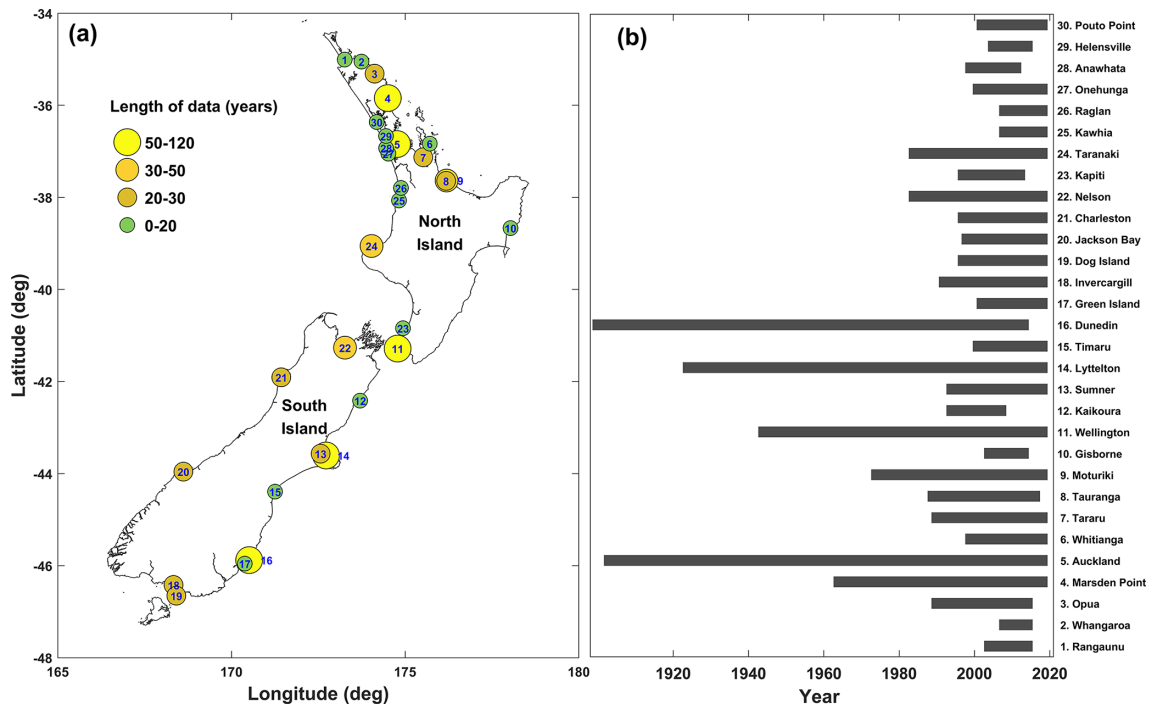 (a)
Length of data (years)
50-120
30-50
20-30
0-20
North
Island
South
Island
1
2
3
4
30
29
5
28
27
6
7
8
9
26
25
10
24
23
22
11
21
12
13
14
20
15
17
16
18
19
-34
-36
-38
-40
-42
-44
-46
-48
165
170
175
180
Latitude (deg)
Longitude (deg)
(b)
30. Pouto Point
29. Helensville
28. Anawhata
27. Onehunga
26. Raglan
25. Kawhia
24. Taranaki
23. Kapiti
22. Nelson
21. Charleston
20. Jackson Bay
19. Dog Island
18. Invercargill
17. Green Island
16. Dunedin
15. Timaru
14. Lyttelton
13. Sumner
12. Kaikoura
11. Wellington
10. Gisborne
9. Moturiki
8. Tauranga
7. Tararu
6. Whitianga
5. Auckland
4. Marsden Point
3. Opua
2. Whangaroa
1. Rangaunu
1920
1940
1960
1980
2000
2020
Year